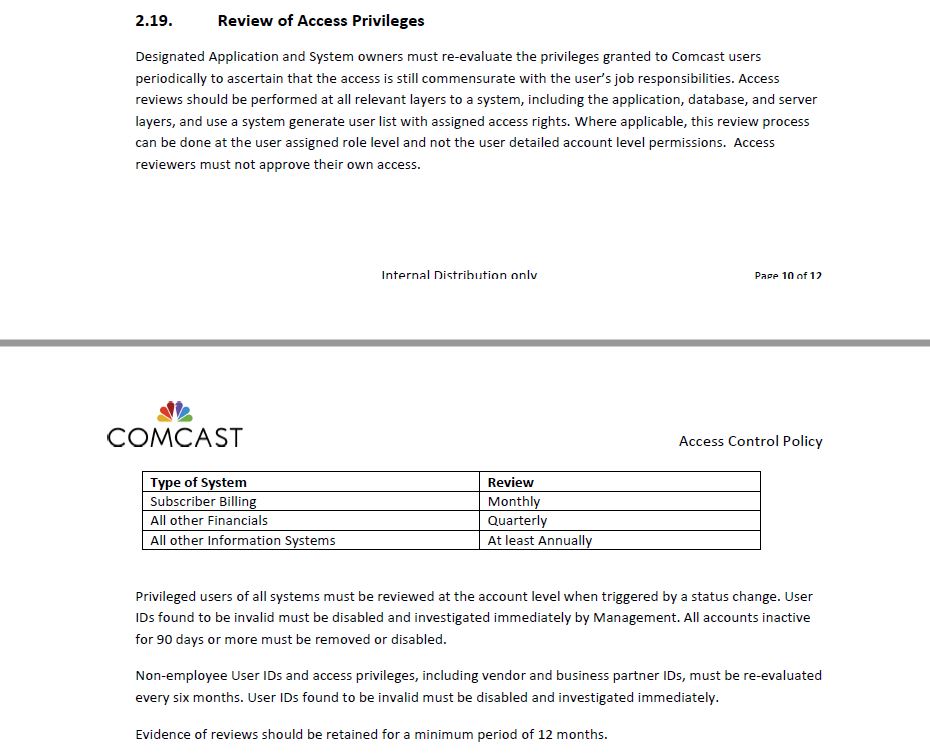 2.19. Review of Access Privileges
Designated Application and System owners must re-evaluate the privileges granted to Comcast users
periodically to ascertain that the access is still commensurate with the user's job responsibilities. Access
reviews should be performed at all relevant layers to a system, including the application, database, and server
layers, and use a system generate user list with assigned access rights. Where applicable, this review process
can be done at the user assigned role level and not the user detailed account level permissions. Access
reviewers must not approve their own access.
Internal Distribution only Page 10 of 12
COMCAST
Access Control Policy
Type of System Review
Subscriber Billing Monthly
All other Financials Quarterly
All other Information Systems At least Annually
Privileged users of all systems must be reviewed at the account level when triggered by a status change. User
IDs found to be invalid must be disabled and investigated immediately by Management. All accounts inactive
for 90 days or more must be removed or disabled.
Non-employee User IDs and access privileges, including vendor and business partner IDs, must be re-evaluated
every six months. User IDs found to be invalid must be disabled and investigated immediately.
Evidence of reviews should be retained for a minimum period of 12 months.